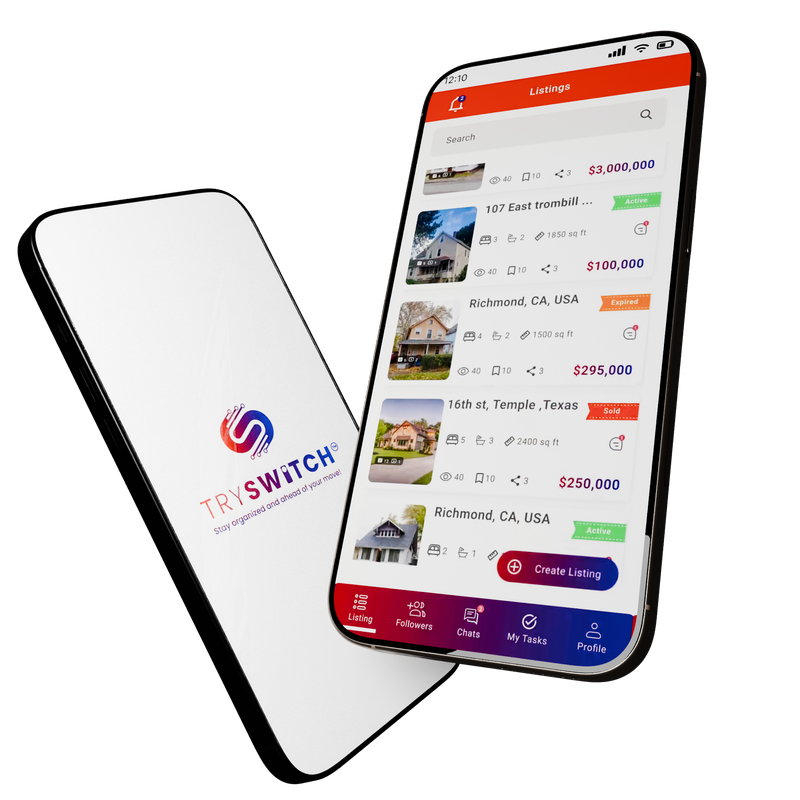 TRYSWITCH
Stay organized and ahead of your move!
12:10
2
Listings
Search
40 10 3 $3,000,000
107 East trombill ... Active
3 2 1850 sq ft
40 10 3 $100,000
Richmond, CA, USA Expired
4 2 1500 sq ft
40 10 3 $295,000
16th st, Temple ,Texas Sold
5 3 2400 sq ft
40 10 3 $250,000
Richmond, CA, USA Active
2 1
Create Listing
Listing Followers Chats My Tasks Profile